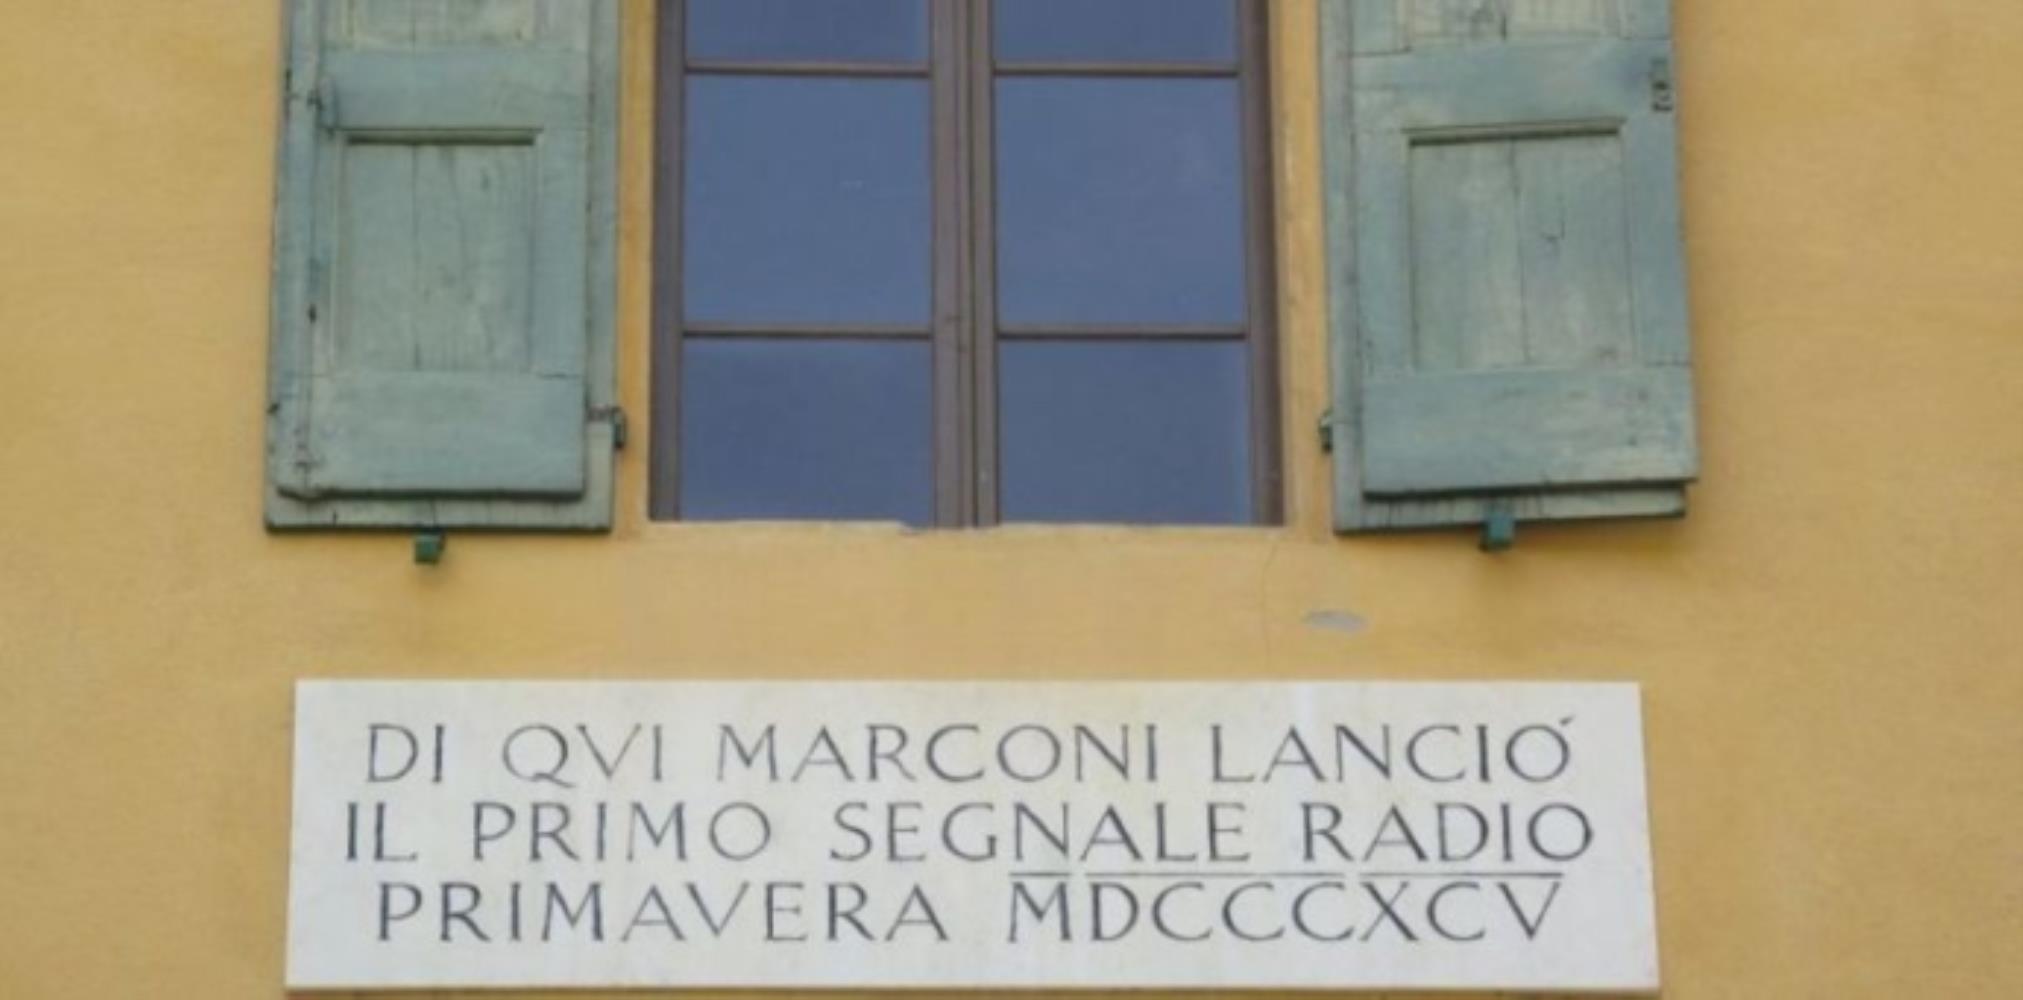 DI QVI MARCONI LANCIÓ
IL PRIMO SEGNALE RADIO
PRIMAVERA MDCCCXCV